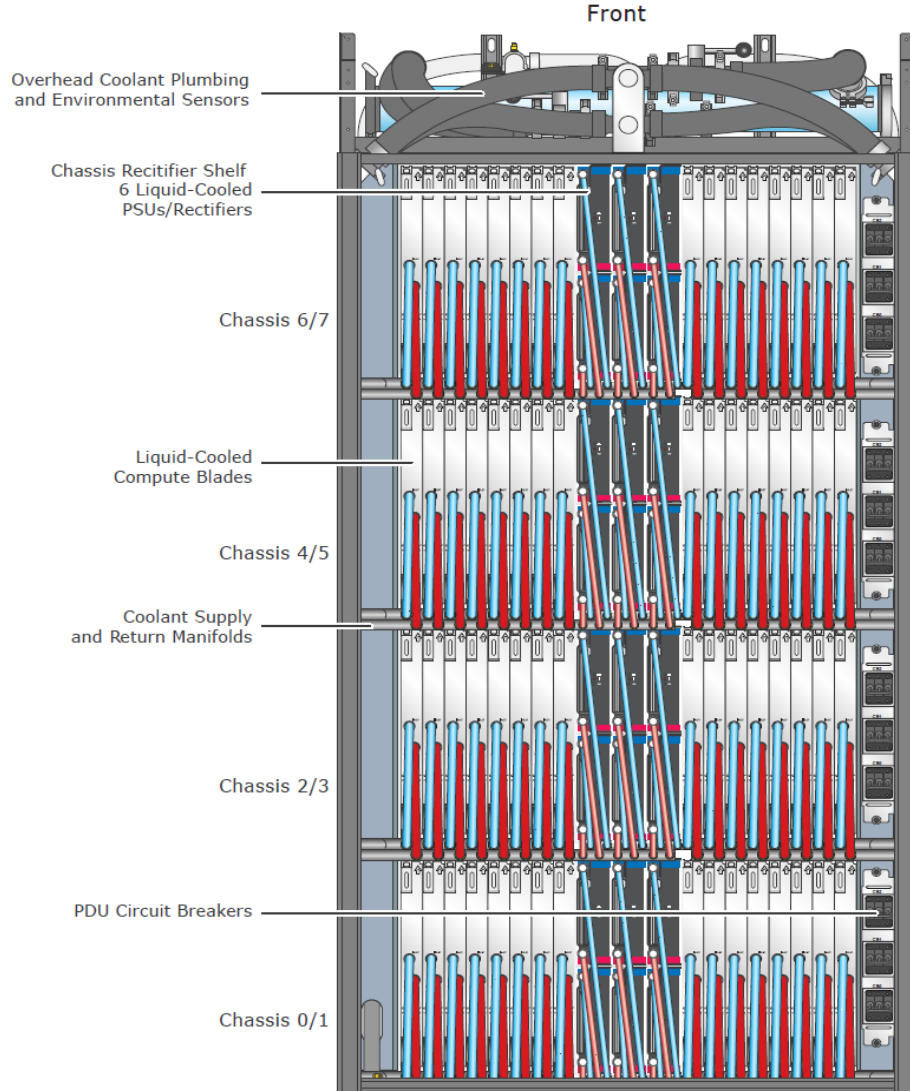 Front
Overhead Coolant Plumbing
and Environmental Sensors
Chassis Recitifier Shelf
6 Liquid-Cooled
PSUs/Rectifiers
Chassis 6/7
Liquid-Cooled
Compute Blades
Chassis 4/5
Coolant Supply
and Return Manifolds
Chassis 2/3
PDU Circuit Breakers
Chassis 0/1